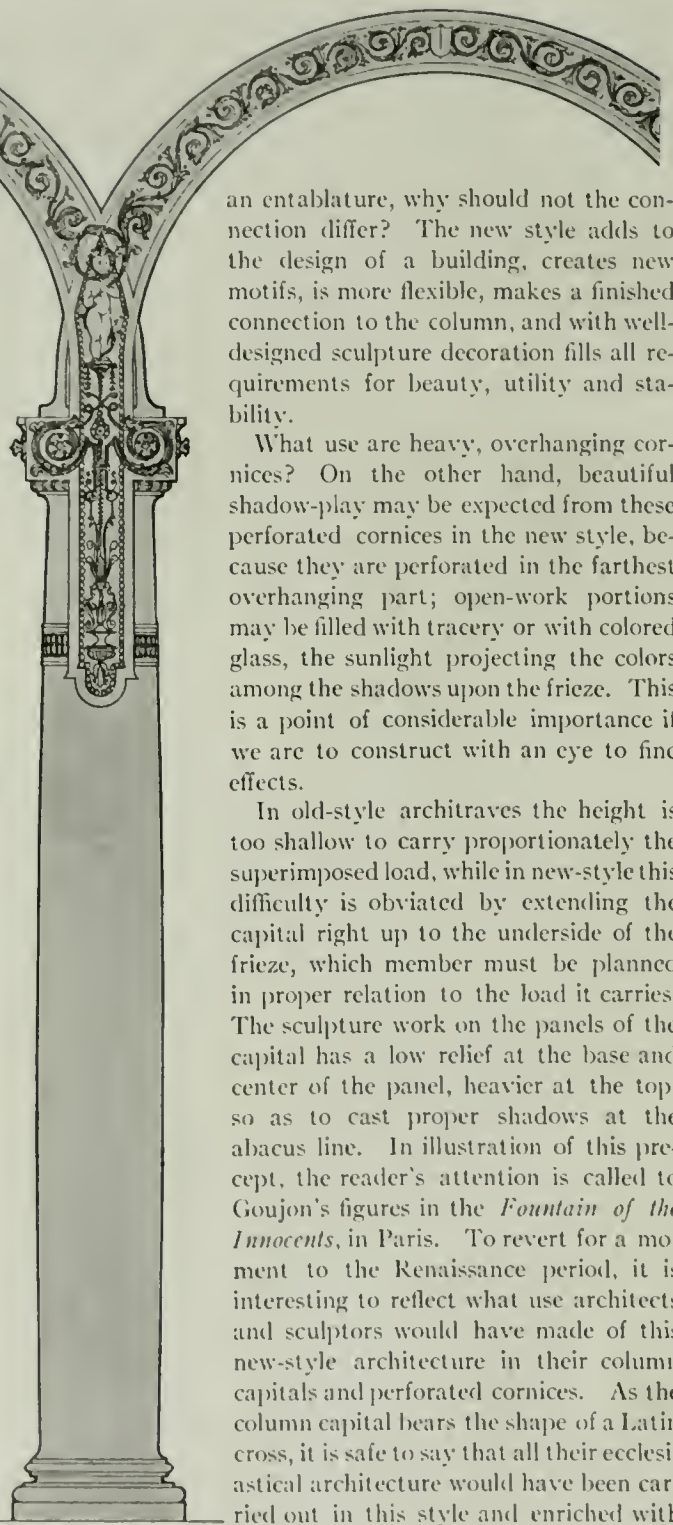 an entablature, why should not the con-
nection differ? The new style adds to
the design of a building, creates new
motifs, is more flexible, makes a finished
connection to the column, and with well-
designed sculpture decoration fills all re-
quirements for beauty, utility and sta-
bility.
What use are heavy, overhanging cor-
nices? On the other hand, beautiful
shadow-play may be expected from these
perforated cornices in the new style, be-
cause they are perforated in the farthest
overhanging part; open-work portions
may be filled with tracery or with colored
glass, the sunlight projecting the colors
among the shadows upon the frieze. This
is a point of considerable importance if
we are to construct with an eye to fine
effects.
In old-style architraves the height is
too shallow to carry proportionately the
superimposed load, while in new-style this
difficulty is obviated by extending the
capital right up to the underside of the
frieze, which member must be planned
in proper relation to the load it carries.
The sculpture work on the panels of the
capital has a low relief at the base and
center of the panel, heavier at the top,
so as to cast proper shadows at the
abacus line. In illustration of this pre-
cept, the reader's attention is called to
Goujon's figures in the Fountain of the
Innocents, in Paris. To revert for a mo-
ment to the Renaissance period, it is
interesting to reflect what use architects
and sculptors would have made of this
new-style architecture in their column
capitals and perforated cornices. As the
column capital bears the shape of a Latin
cross, it is safe to say that all their ecclesi-
astical architecture would have been car-
ried out in this style and enriched with